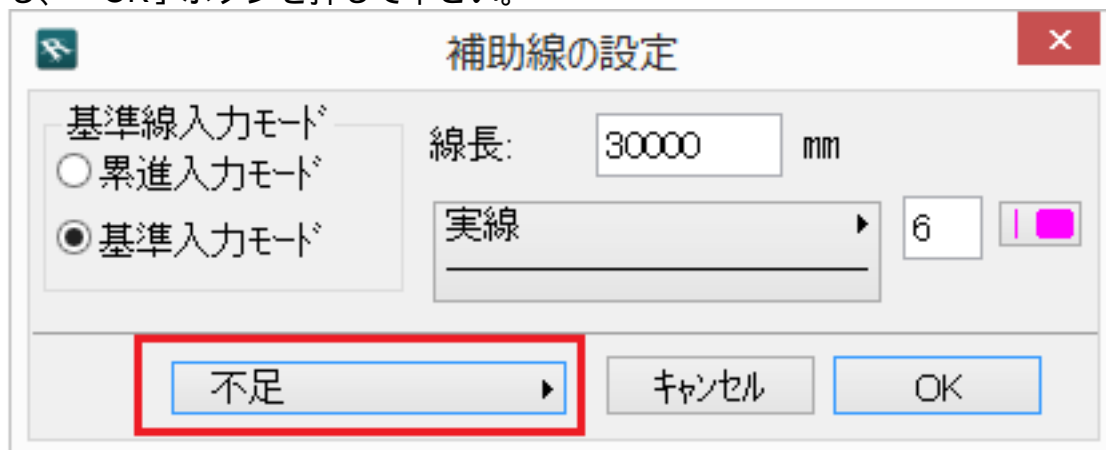 補助線の設定
×
基準線入力ﾓｰﾄﾞ
累進入力ﾓｰﾄﾞ
基準入力ﾓｰﾄﾞ
線長:
30000
mm
実線
6
不足
ｷｬﾝｾﾙ
OK